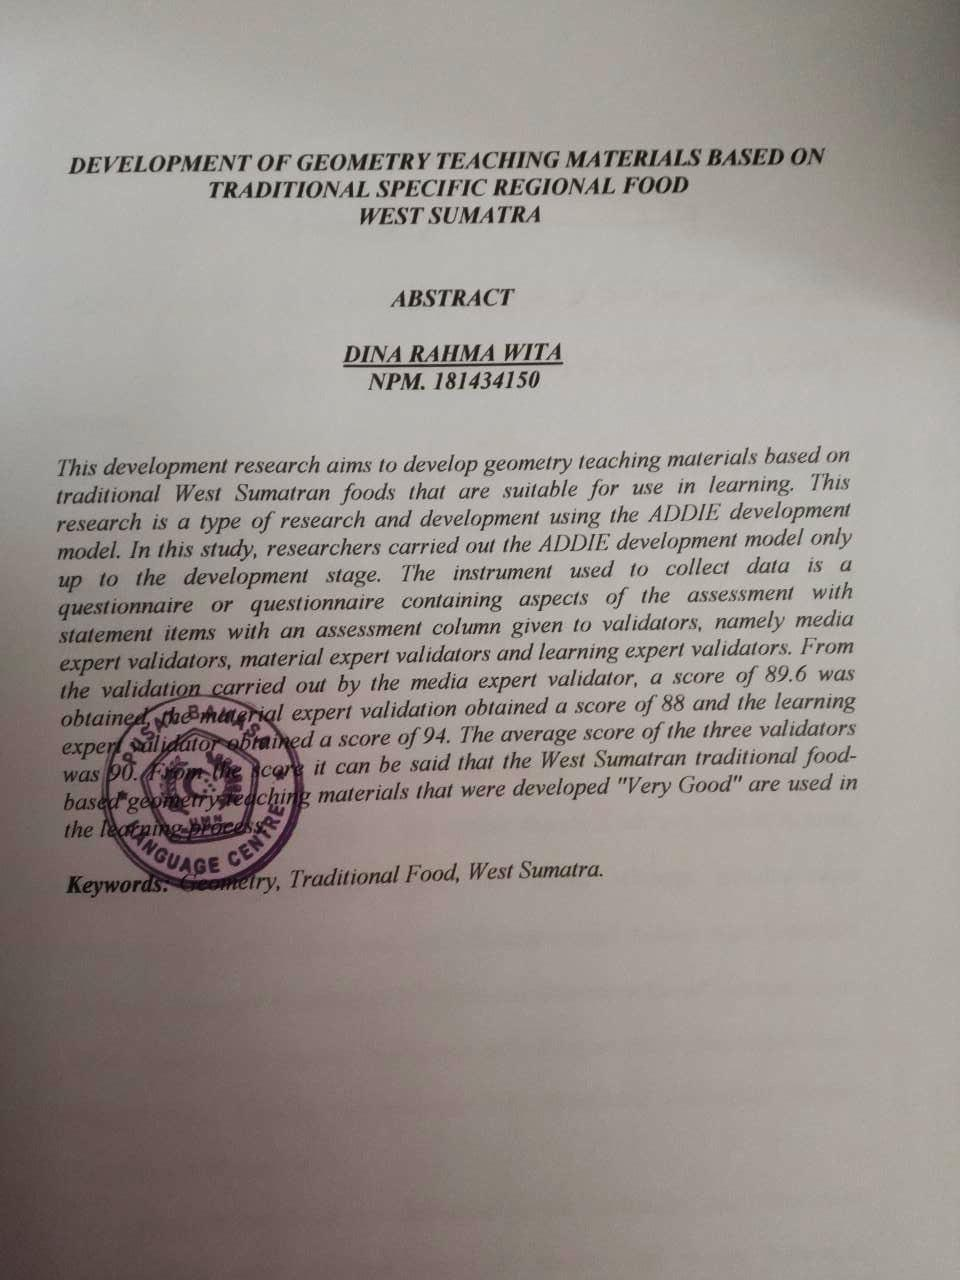 DEVELOPMENT OF GEOMETRY TEACHING MATERIALS BASED ON
TRADITIONAL SPECIFIC REGIONAL FOOD
WEST SUMATRA
ABSTRACT
DINA RAHMA WITA
NPM. 181434150
This development research aims to develop geometry teaching materials based on
traditional West Sumatran foods that are suitable for use in learning. This
research is a type of research and development using the ADDIE development
model. In this study, researchers carried out the ADDIE development model only
up to the development stage. The instrument used to collect data is a
questionnaire or questionnaire containing aspects of the assessment with
statement items with an assessment column given to validators, namely media
expert validators, material expert validators and learning expert validators. From
the validation carried out by the media expert validator, a score of 89.6 was
obtained, the material expert validation obtained a score of 88 and the learning
expert validator obtained a score of 94. The average score of the three validators
was 90. From the score it can be said that the West Sumatran traditional food-
based geometry teaching materials that were developed "Very Good" are used in
the learning process.
Keywords: Geometry, Traditional Food, West Sumatra.
PUSAT BAHASA
LANGUAGE CENTRE